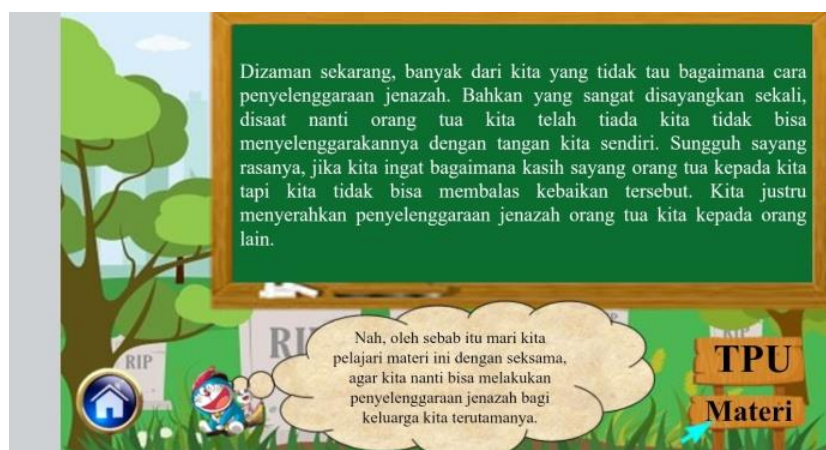 Dizaman sekarang, banyak dari kita yang tidak tau bagaimana cara
penyelenggaraan jenazah. Bahkan yang sangat disayangkan sekali,
disaat nanti orang tua kita telah tiada kita tidak bisa
menyelenggarakannya dengan tangan kita sendiri. Sungguh sayang
rasanya, jika kita ingat bagaimana kasih sayang orang tua kepada kita
tapi kita tidak bisa membalas kebaikan tersebut. Kita justru
menyerahkan penyelenggaraan jenazah orang tua kita kepada orang
lain.
RIP
Nah, oleh sebab itu mari kita
pelajari materi ini dengan seksama,
agar kita nanti bisa melakukan
penyelenggaraan jenazah bagi
keluarga kita terutamanya.
TPU
Materi